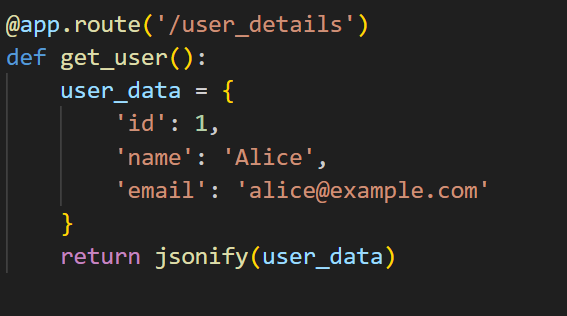 @app.route('/user_details')
def get_user():
    user_data = {
        'id': 1,
        'name': 'Alice',
        'email': 'alice@example.com'
    }
    return jsonify(user_data)